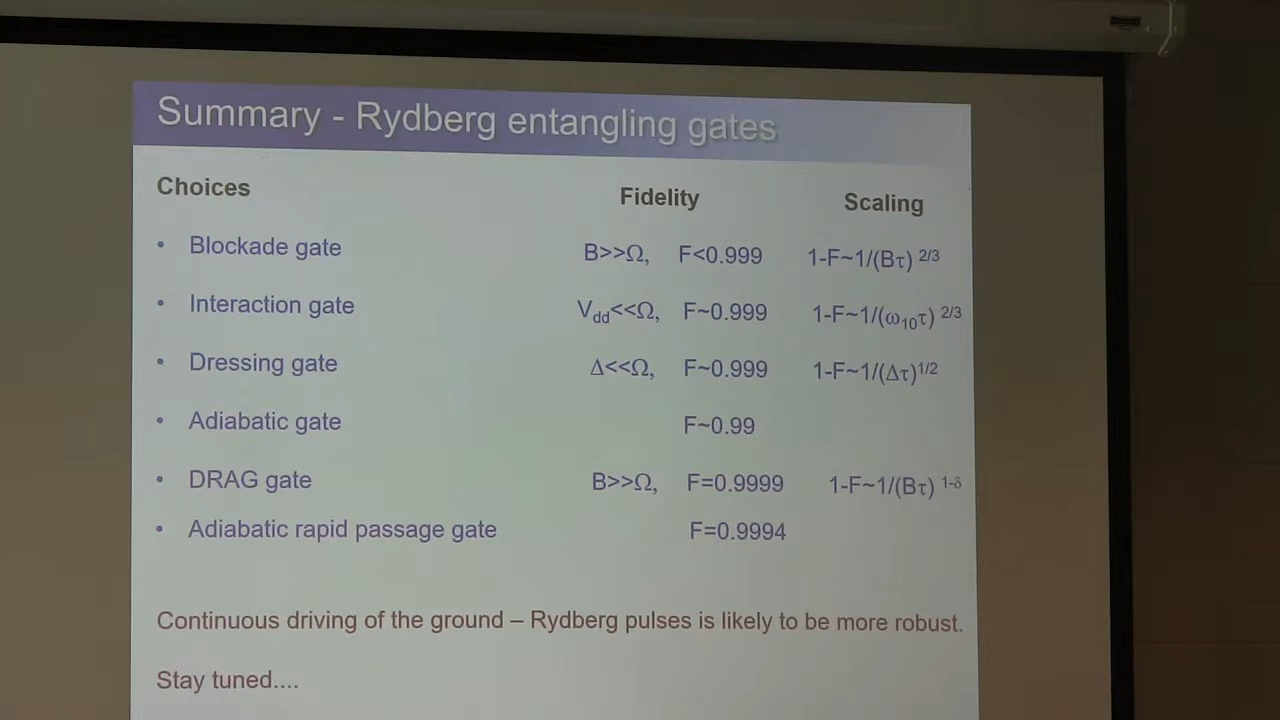 Summary - Rydberg entangling gates
Choices Fidelity Scaling
• Blockade gate B>>Ω, F<0.999 1-F~1/(Bτ) 2/3
• Interaction gate Vdd<<Ω, F~0.999 1-F~1/(ω10τ) 2/3
• Dressing gate Δ<<Ω, F~0.999 1-F~1/(Δτ)1/2
• Adiabatic gate F~0.99
• DRAG gate B>>Ω, F=0.9999 1-F~1/(Bτ) 1-δ
• Adiabatic rapid passage gate F=0.9994
Continuous driving of the ground – Rydberg pulses is likely to be more robust.
Stay tuned....